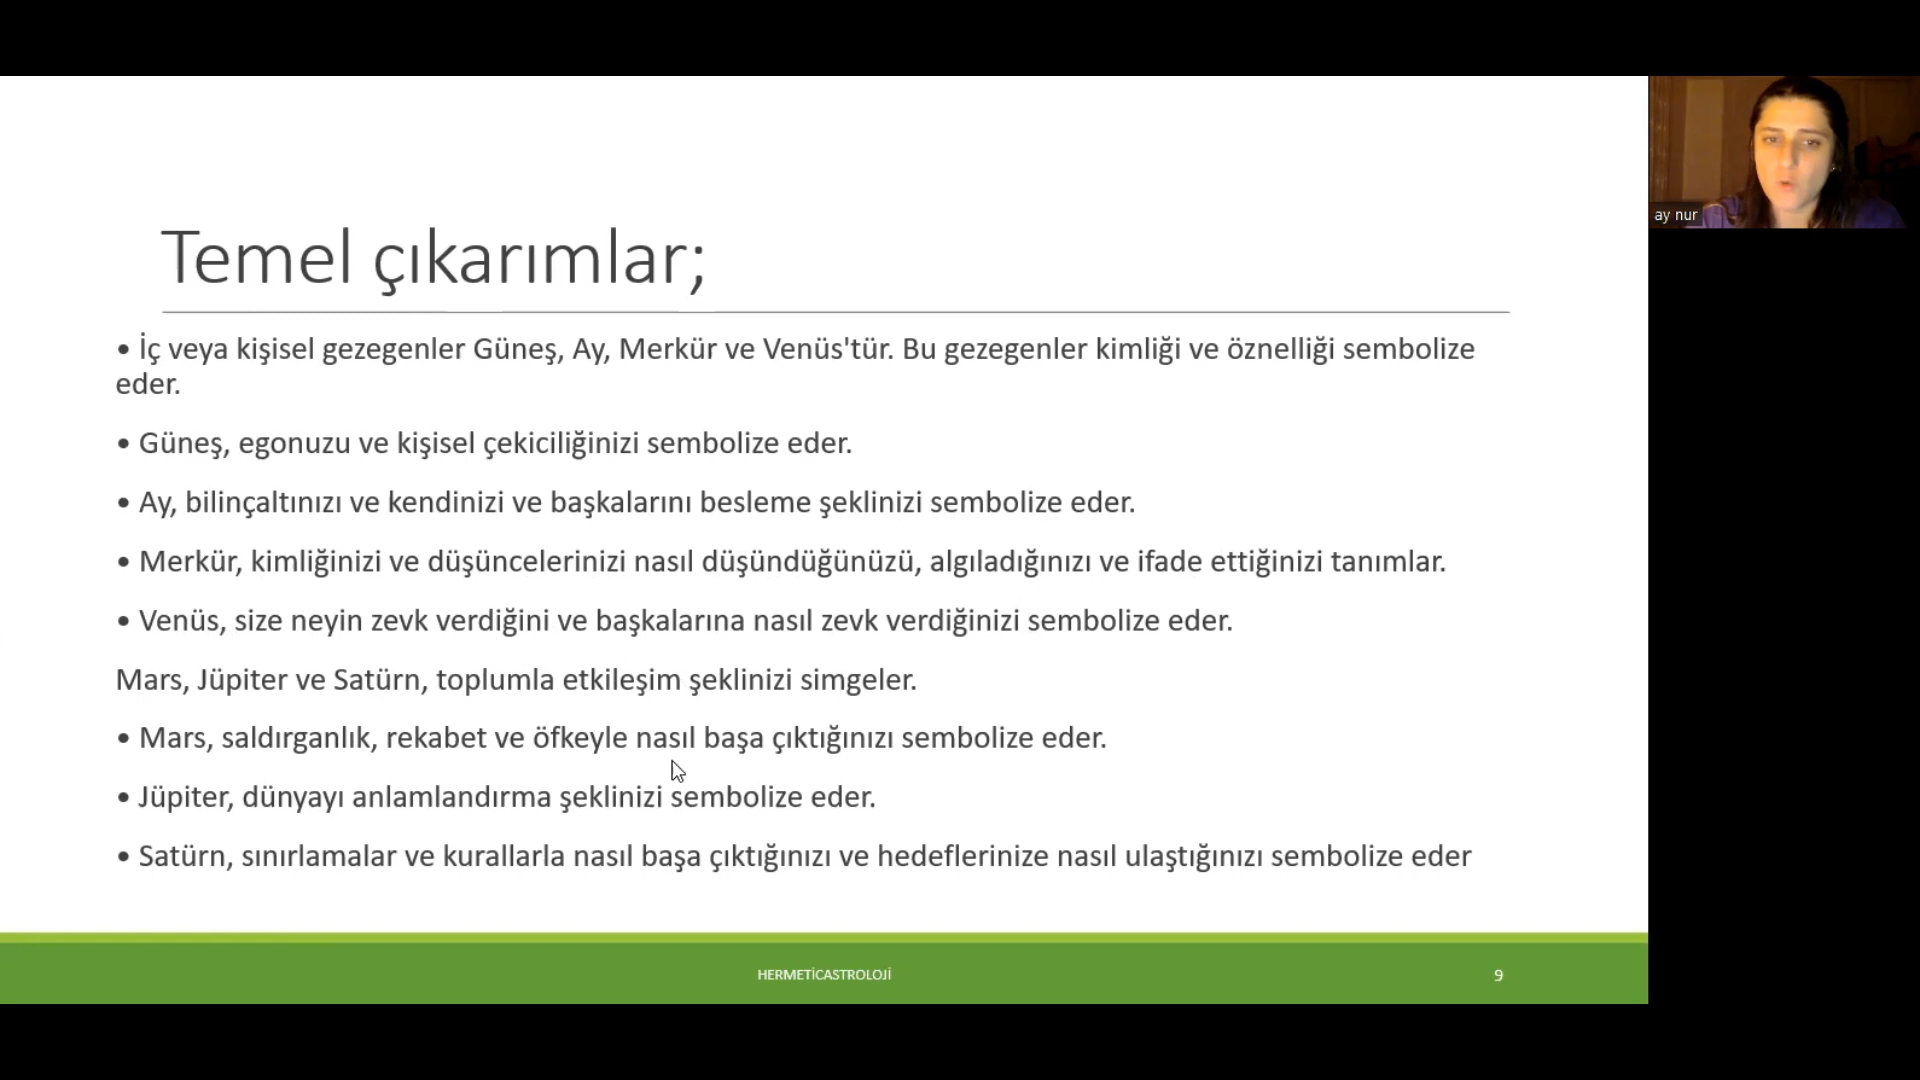 ay nur
Temel çıkarımlar;
• İç veya kişisel gezegenler Güneş, Ay, Merkür ve Venüs'tür. Bu gezegenler kimliği ve öznelliği sembolize
eder.
• Güneş, egonuzu ve kişisel çekiciliğinizi sembolize eder.
• Ay, bilinçaltınızı ve kendinizi ve başkalarını besleme şeklinizi sembolize eder.
• Merkür, kimliğinizi ve düşüncelerinizi nasıl düşündüğünüzü, algıladığınızı ve ifade ettiğinizi tanımlar.
• Venüs, size neyin zevk verdiğini ve başkalarına nasıl zevk verdiğinizi sembolize eder.
Mars, Jüpiter ve Satürn, toplumla etkileşim şeklinizi simgeler.
• Mars, saldırganlık, rekabet ve öfkeyle nasıl başa çıktığınızı sembolize eder.
• Jüpiter, dünyayı anlamlandırma şeklinizi sembolize eder.
• Satürn, sınırlamalar ve kurallarla nasıl başa çıktığınızı ve hedeflerinize nasıl ulaştığınızı sembolize eder
HERMETİCASTROLOJİ
9